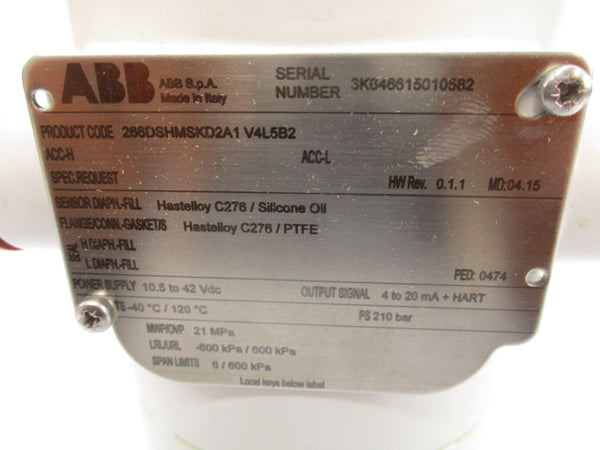 ABB ABB S.p.A. SERIAL 3K646615010582
Made in Italy NUMBER
PRODUCT CODE 266DSHMSKD2A1 V4L5B2
ACC-H ACC-L
SPEC.REQUEST HW Rev. 0.1.1 MD:04.15
SENSOR DIAPH.-FILL Hastelloy C276 / Silicone Oil
FLANGE/CONN.-GASKET/S Hastelloy C276 / PTFE
H DIAPH.-FILL
L DIAPH.-FILL PED: 0474
POWER SUPPLY 10.5 to 42 Vdc OUTPUT SIGNAL 4 to 20 mA + HART
TS -40 °C / 120 °C PS 210 bar
MWP/OVP 21 MPa
LRL/URL -600 kPa / 600 kPa
SPAN LIMITS 6 / 600 kPa
Local keys below label